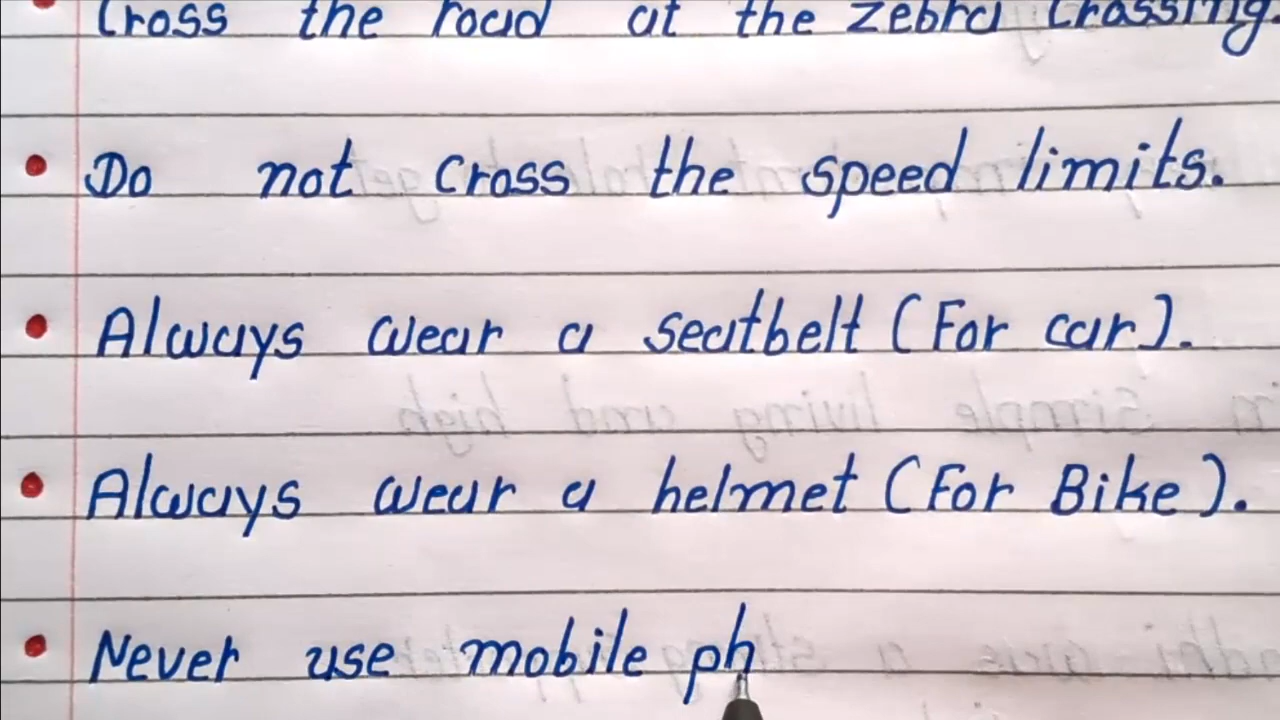 • Cross the road at the zebra crossing.
• Do not cross the speed limits.
• Always wear a seatbelt (For car).
• Always wear a helmet (For Bike).
• Never use mobile ph